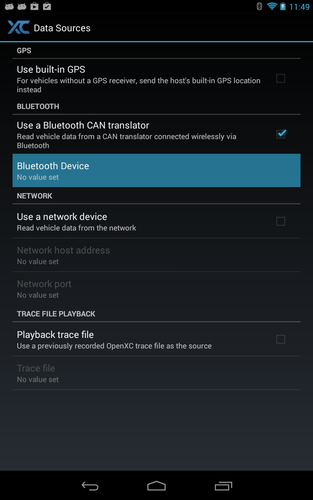 11:49
XC Data Sources
GPS
Use built-in GPS
For vehicles without a GPS receiver, send the host's built-in GPS location
instead
BLUETOOTH
Use a Bluetooth CAN translator
Read vehicle data from a CAN translator connected wirelessly via
Bluetooth
Bluetooth Device
No value set
NETWORK
Use a network device
Read vehicle data from the network
Network host address
No value set
Network port
No value set
TRACE FILE PLAYBACK
Playback trace file
Use a previously recorded OpenXC trace file as the source
Trace file
No value set